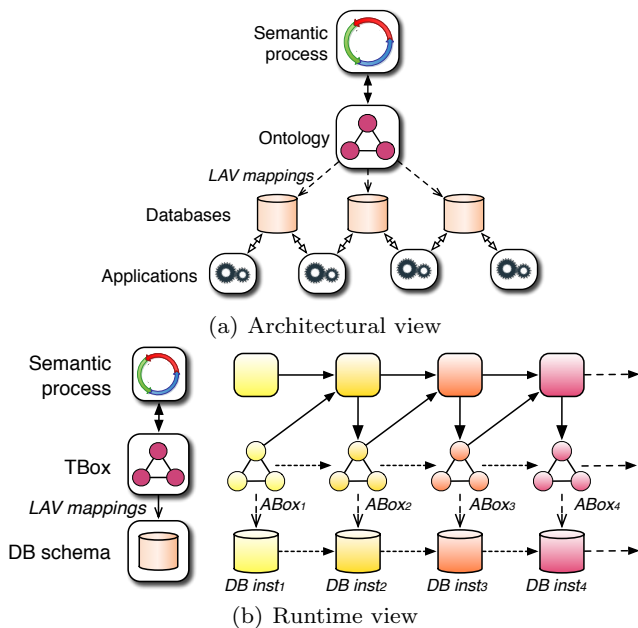 Semantic
process
Ontology
LAV mappings
Databases
Applications
(a) Architectural view
Semantic
process
TBox
LAV mappings
ABox1 ABox2 ABox3 ABox4
DB schema
DB inst1 DB inst2 DB inst3 DB inst4
(b) Runtime view